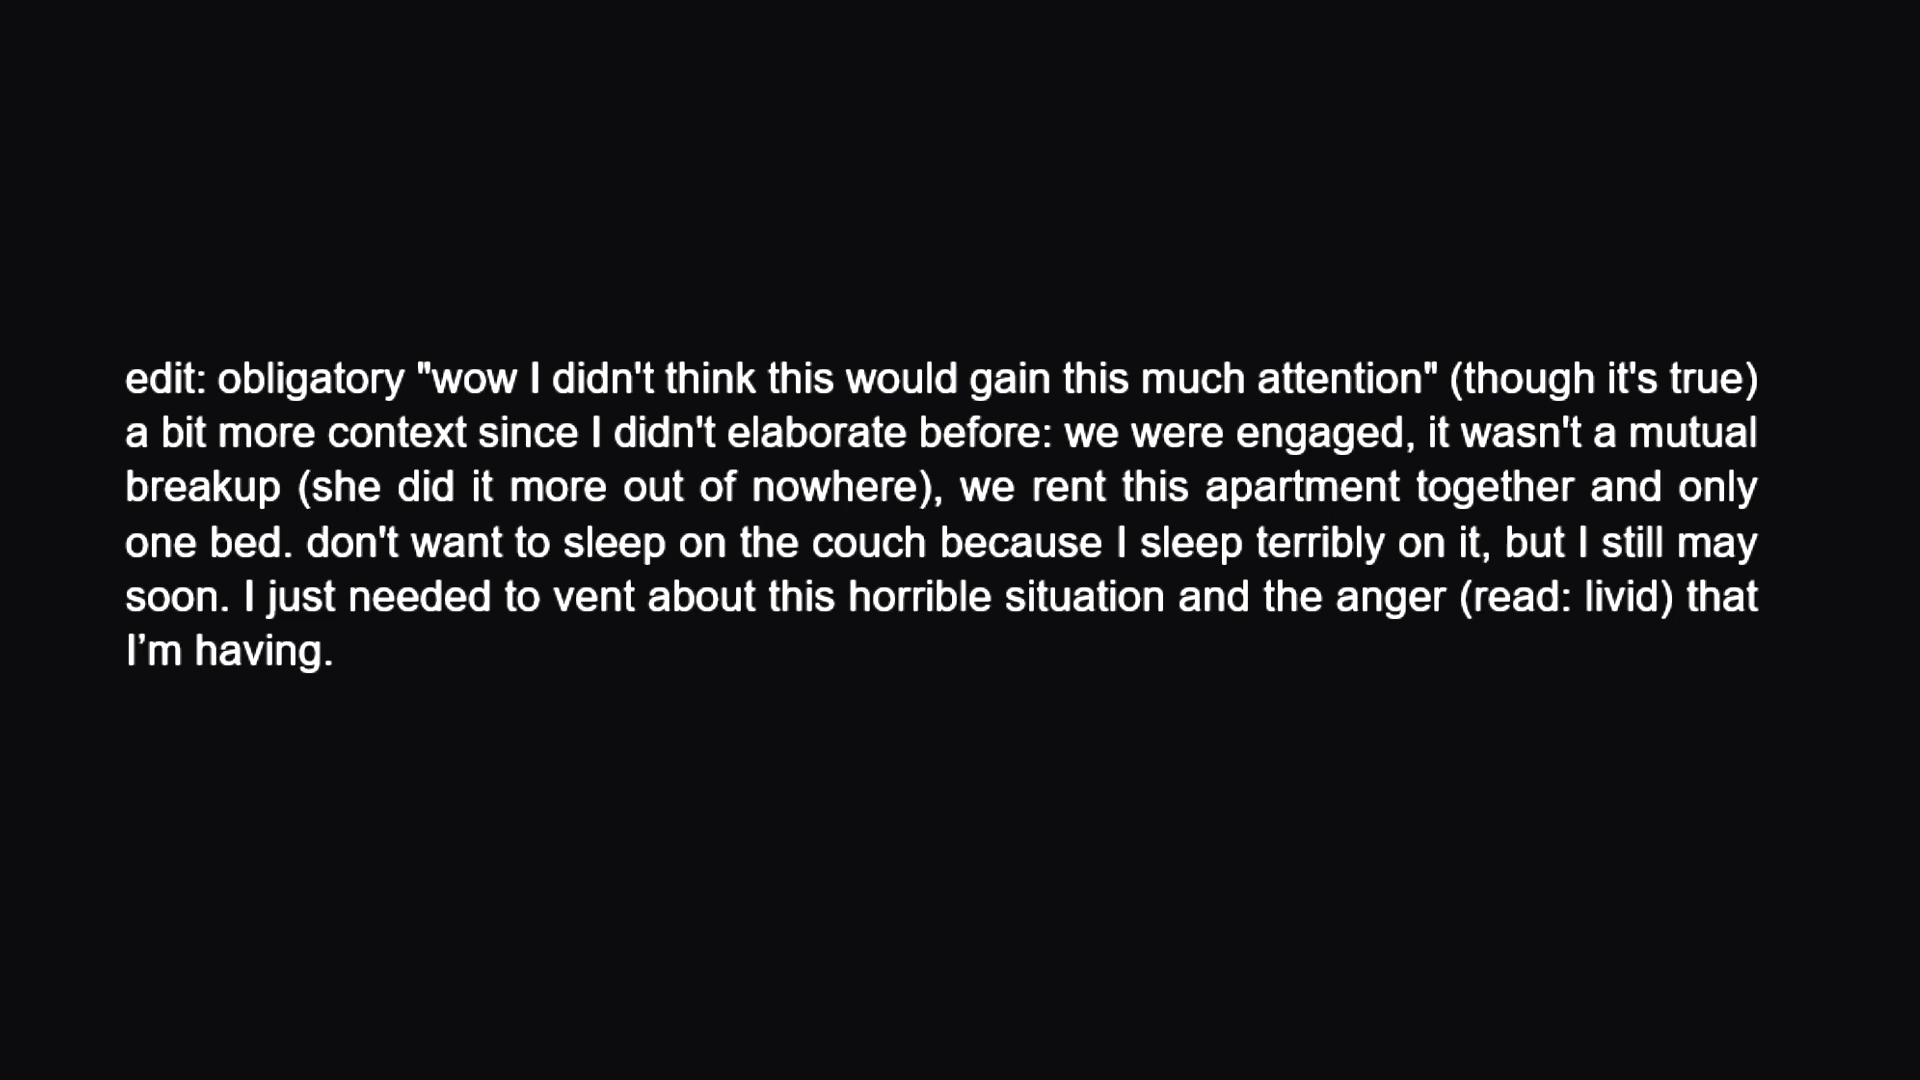 edit: obligatory "wow I didn't think this would gain this much attention" (though it's true)
a bit more context since I didn't elaborate before: we were engaged, it wasn't a mutual
breakup (she did it more out of nowhere), we rent this apartment together and only
one bed. don't want to sleep on the couch because I sleep terribly on it, but I still may
soon. I just needed to vent about this horrible situation and the anger (read: livid) that
I’m having.